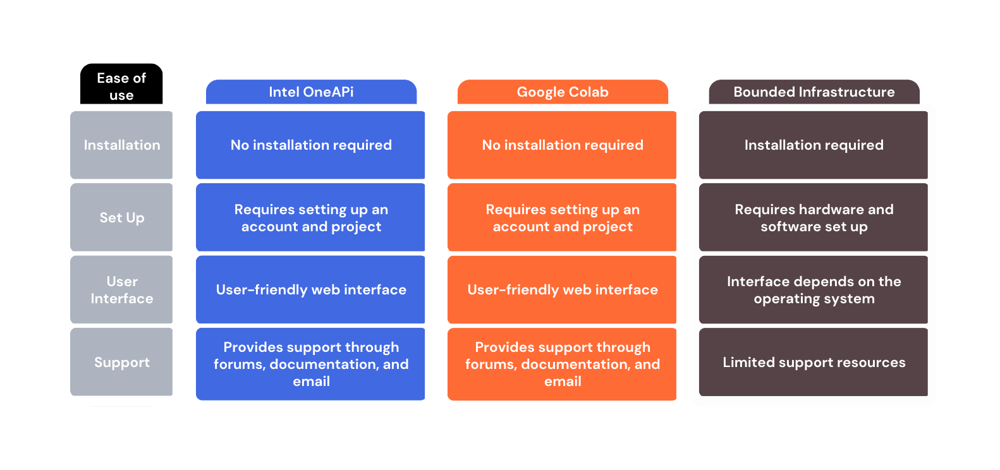 Ease of
use
Intel OneAPi
Google Colab
Bounded Infrastructure
Installation
No installation required
No installation required
Installation required
Set Up
Requires setting up an
account and project
Requires setting up an
account and project
Requires hardware and
software set up
User
Interface
User-friendly web interface
User-friendly web interface
Interface depends on the
operating system
Support
Provides support through
forums, documentation, and
email
Provides support through
forums, documentation, and
email
Limited support resources